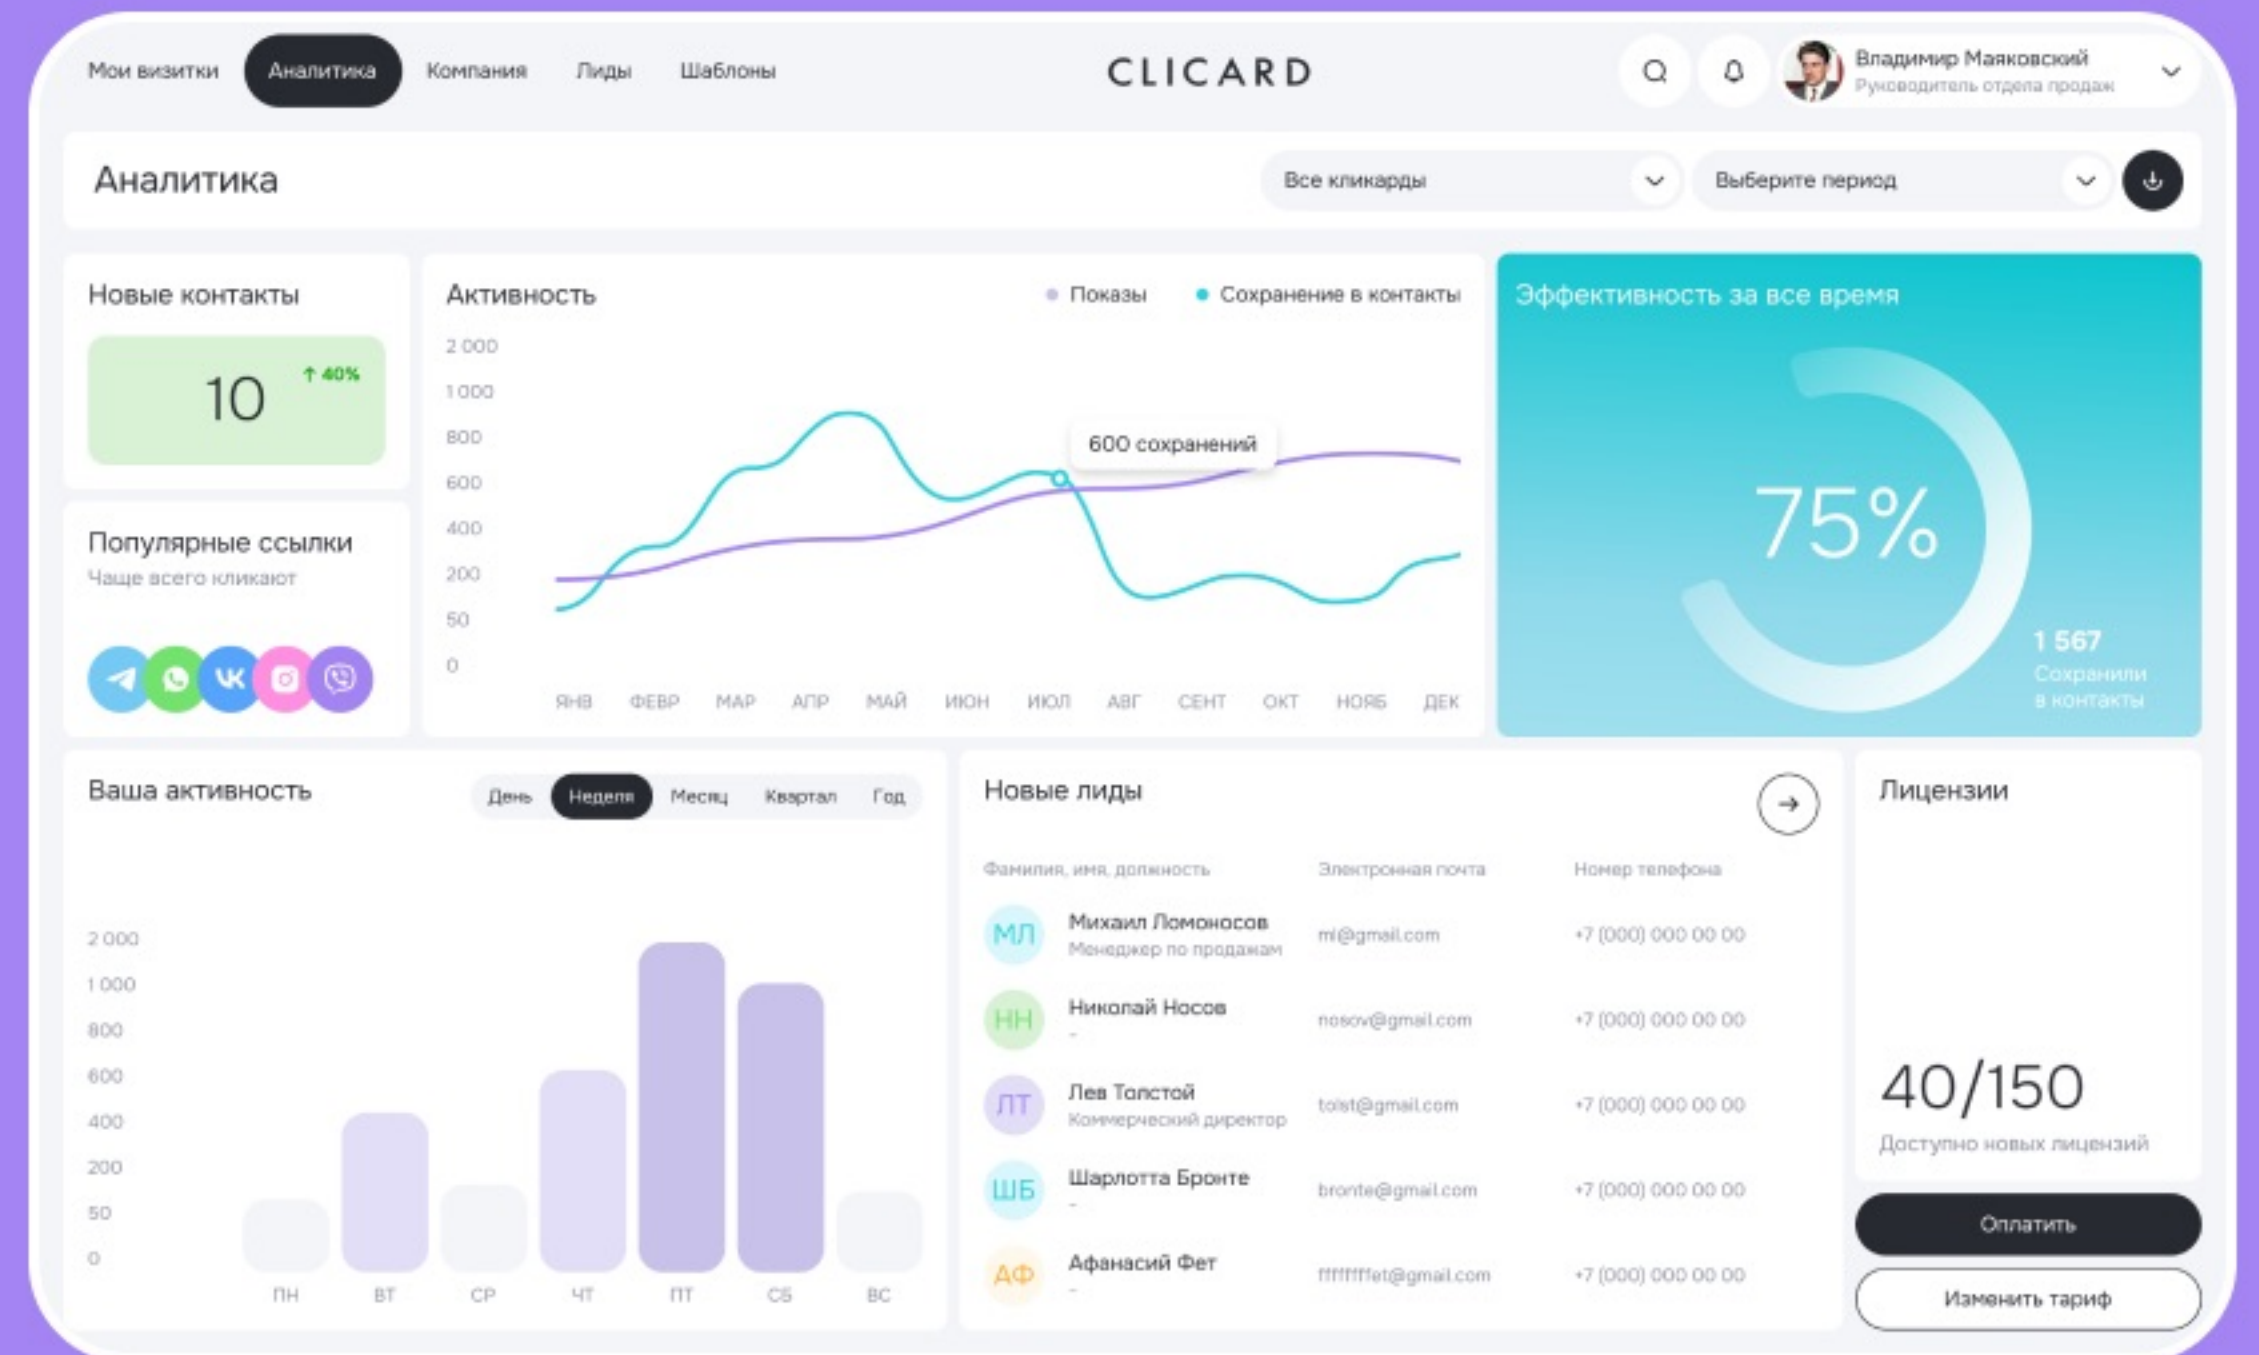 Мои визитки
Аналитика
Компания
Лиды
Шаблоны
CLICARD
Владимир Маяковский
Руководитель отдела продаж
Аналитика
Все кликарды
Выберите период
Новые контакты
10
↑ 40%
Популярные ссылки
Чаще всего кликают
Активность
Показы
Сохранение в контакты
2 000
1 000
800
600
400
200
50
0
600 сохранений
ЯНВ ФЕВР МАР АПР МАЙ ИЮН ИЮЛ АВГ СЕНТ ОКТ НОЯБ ДЕК
Эффективность за все время
75%
1 567
Сохранили
в контакты
Ваша активность
День Неделя Месяц Квартал Год
2 000
1 000
800
600
400
200
50
0
ПН ВТ СР ЧТ ПТ СБ ВС
Новые лиды
Фамилия, имя, должность Электронная почта Номер телефона
МЛ Михаил Ломоносов ml@gmail.com +7 (000) 000 00 00
Менеджер по продажам
НН Николай Носов nosov@gmail.com +7 (000) 000 00 00
-
ЛТ Лев Толстой tolst@gmail.com +7 (000) 000 00 00
Коммерческий директор
ШБ Шарлотта Бронте bronte@gmail.com +7 (000) 000 00 00
-
АФ Афанасий Фет ffffffffet@gmail.com +7 (000) 000 00 00
-
Лицензии
40/150
Доступно новых лицензий
Оплатить
Изменить тариф